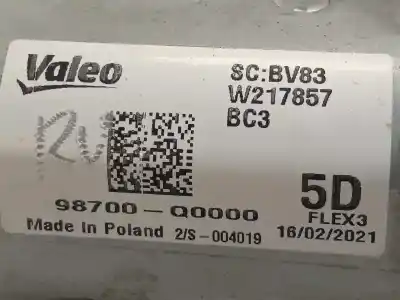 Valeo
SC:BV83
W217857
BC3
5D
FLEX3
98700-Q0000
Made in Poland 2/S-004019
16/02/2021